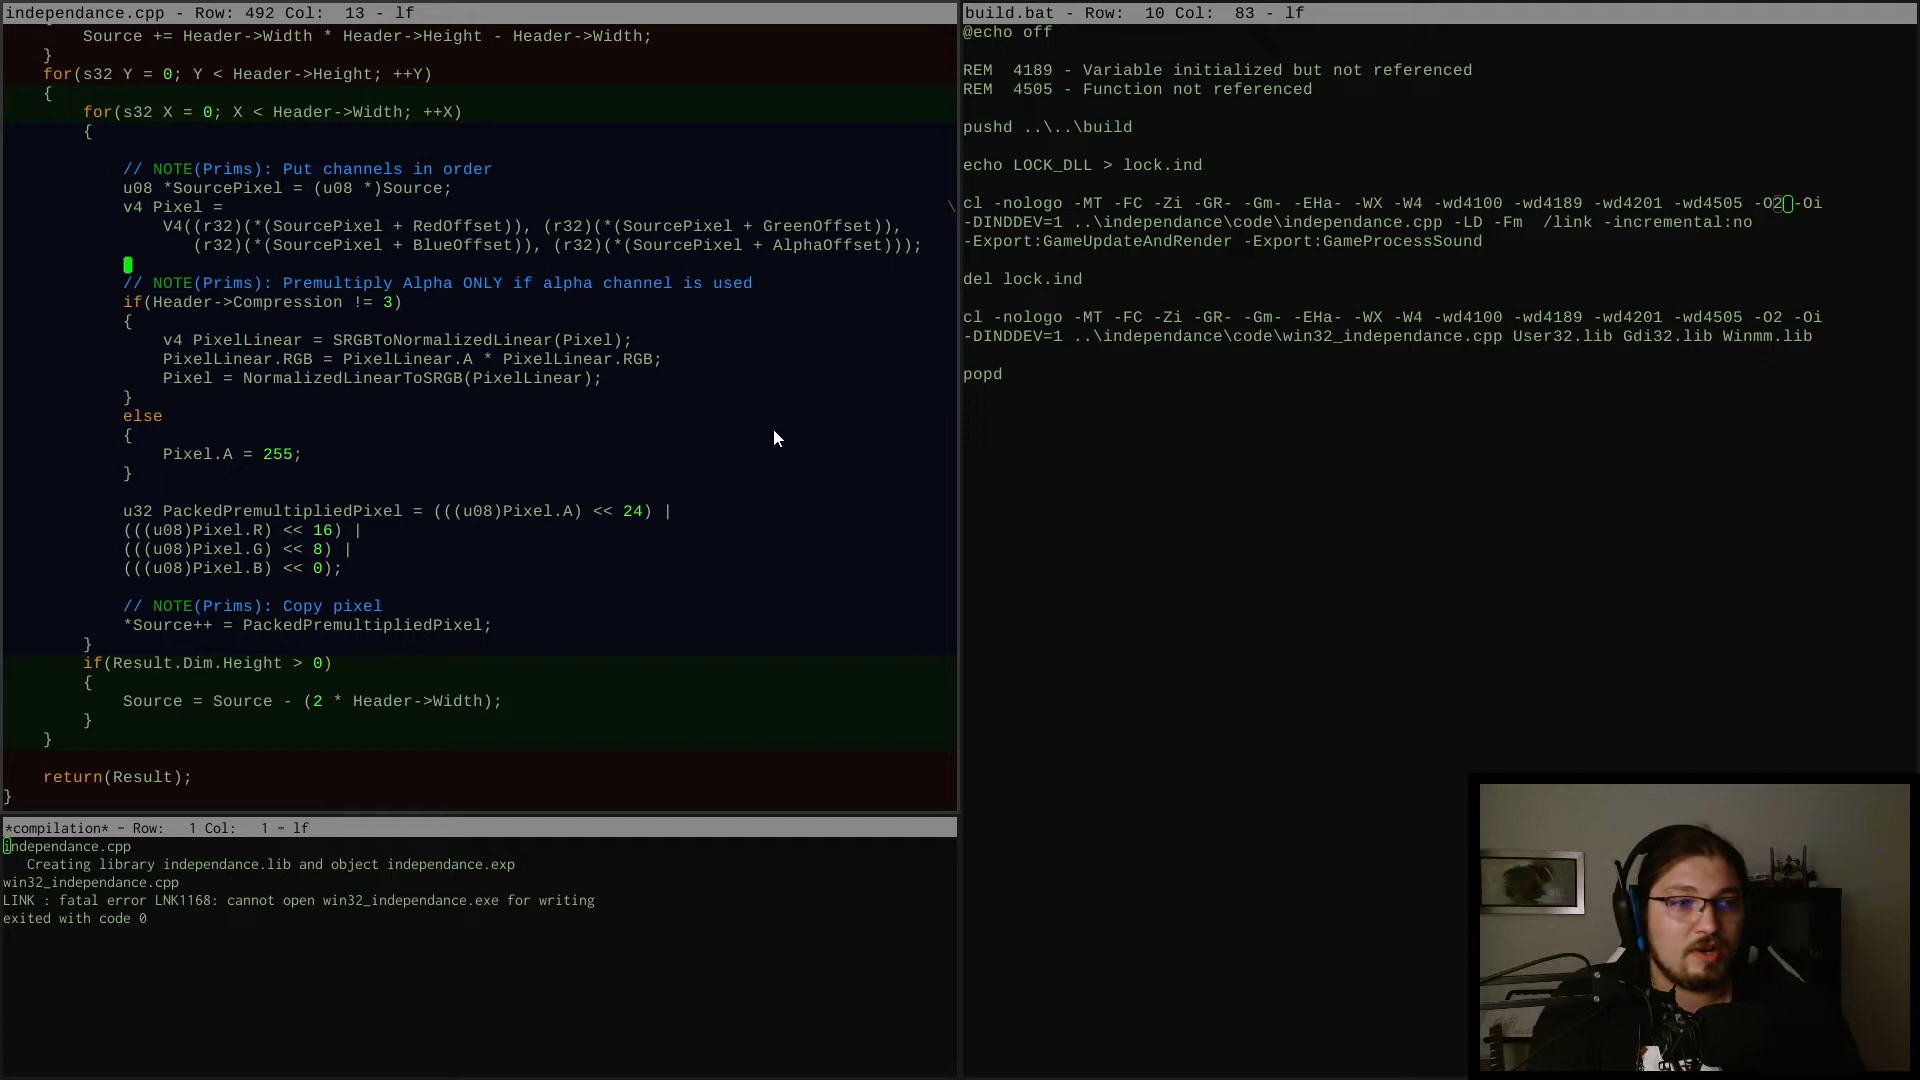 independance.cpp - Row: 492 Col:  13 - lf
        Source += Header->Width * Header->Height - Header->Width;
    }
    for(s32 Y = 0; Y < Header->Height; ++Y)
    {
        for(s32 X = 0; X < Header->Width; ++X)
        {
            // NOTE(Prims): Put channels in order
            u08 *SourcePixel = (u08 *)Source;
            v4 Pixel =
\
                V4((r32)(*(SourcePixel + RedOffset)), (r32)(*(SourcePixel + GreenOffset)),
                   (r32)(*(SourcePixel + BlueOffset)), (r32)(*(SourcePixel + AlphaOffset)));
            // NOTE(Prims): Premultiply Alpha ONLY if alpha channel is used
            if(Header->Compression != 3)
            {
                v4 PixelLinear = SRGBToNormalizedLinear(Pixel);
                PixelLinear.RGB = PixelLinear.A * PixelLinear.RGB;
                Pixel = NormalizedLinearToSRGB(PixelLinear);
            }
            else
            {
                Pixel.A = 255;
            }
            u32 PackedPremultipliedPixel = (((u08)Pixel.A) << 24) |
            (((u08)Pixel.R) << 16) |
            (((u08)Pixel.G) << 8) |
            (((u08)Pixel.B) << 0);
            // NOTE(Prims): Copy pixel
            *Source++ = PackedPremultipliedPixel;
        }
        if(Result.Dim.Height > 0)
        {
            Source = Source - (2 * Header->Width);
        }
    }
    return(Result);
}
*compilation* - Row:   1 Col:   1 - lf
independance.cpp
   Creating library independance.lib and object independance.exp
win32_independance.cpp
LINK : fatal error LNK1168: cannot open win32_independance.exe for writing
exited with code 0
build.bat - Row:  10 Col:  83 - lf
@echo off
REM  4189 - Variable initialized but not referenced
REM  4505 - Function not referenced
pushd ..\..\build
echo LOCK_DLL > lock.ind
cl -nologo -MT -FC -Zi -GR- -Gm- -EHa- -WX -W4 -wd4100 -wd4189 -wd4201 -wd4505 -O2 -Oi
-DINDDEV=1 ..\independance\code\independance.cpp -LD -Fm  /link -incremental:no
-Export:GameUpdateAndRender -Export:GameProcessSound
del lock.ind
cl -nologo -MT -FC -Zi -GR- -Gm- -EHa- -WX -W4 -wd4100 -wd4189 -wd4201 -wd4505 -O2 -Oi
-DINDDEV=1 ..\independance\code\win32_independance.cpp User32.lib Gdi32.lib Winmm.lib
popd